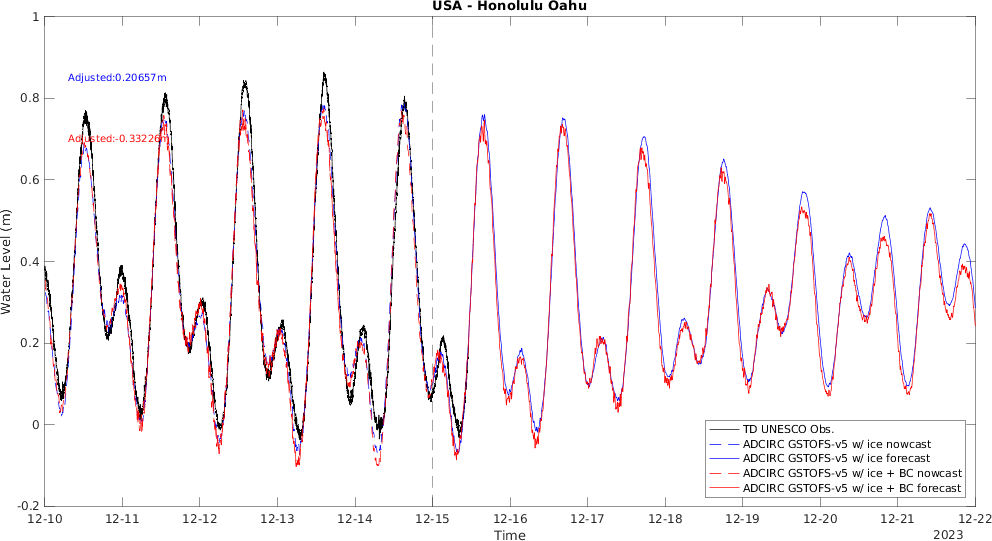 USA - Honolulu Oahu
1
0.8
0.6
0.4
0.2
0
-0.2
Water Level (m)
Adjusted:0.20657m
Adjusted:-0.33226m
TD UNESCO Obs.
ADCIRC GSTOFS-v5 w/ ice nowcast
ADCIRC GSTOFS-v5 w/ ice forecast
ADCIRC GSTOFS-v5 w/ ice + BC nowcast
ADCIRC GSTOFS-v5 w/ ice + BC forecast
12-10 12-11 12-12 12-13 12-14 12-15 12-16 12-17 12-18 12-19 12-20 12-21 12-22
Time
2023